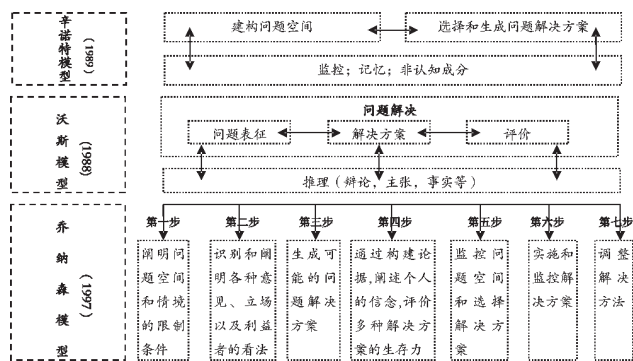 辛诺特模型
(1989)
建构问题空间
选择和生成问题解决方案
监控；记忆；非认知成分
沃斯模型
(1988)
问题解决
问题表征
解决方案
评价
推理（辩论，主张，事实等）
乔纳森模型
(1997)
第一步
第二步
第三步
第四步
第五步
第六步
第七步
阐明问
题空间
和情境
的限制
条件
识别和阐
明各种意
见、立场
以及利益
者的看法
生成可
能的问
题解决
方案
通过构建论
据，阐述个人
的信念，评价
多种解决方
案的生存力
监控问
题空间
和选择
解决方
案
实施和
监控解
决方案
调整
解决
方法